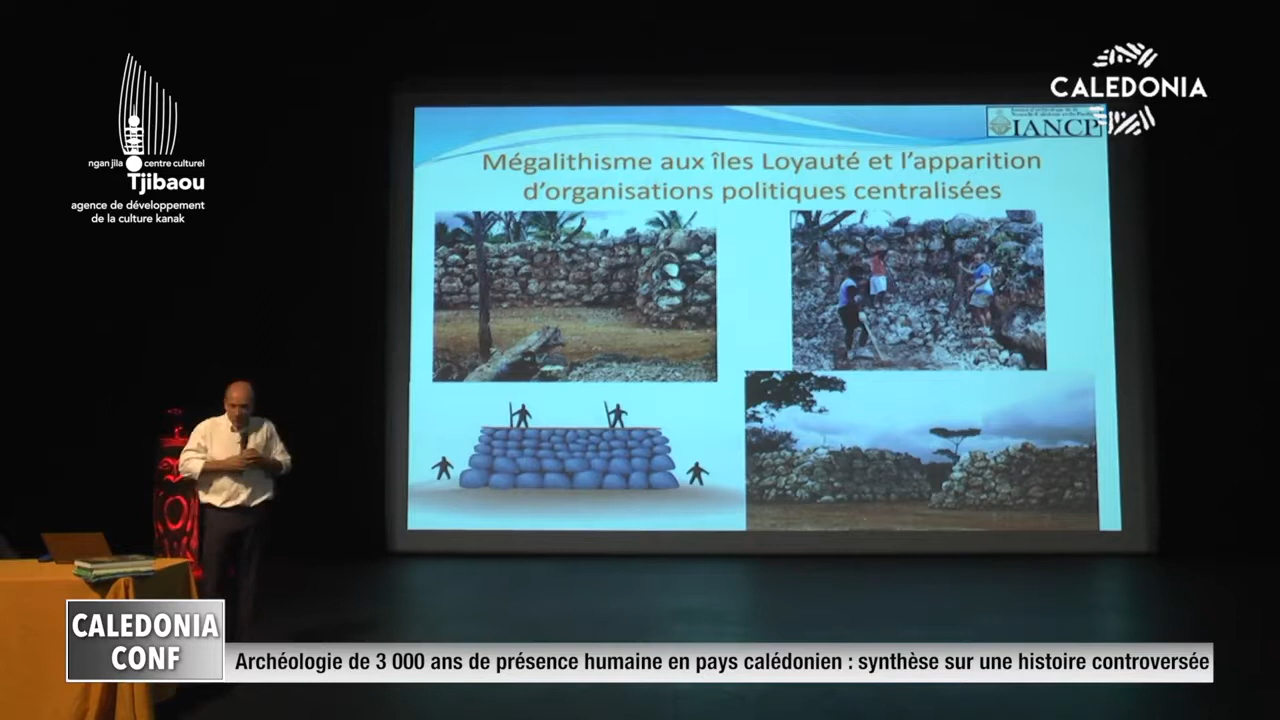 ngan jila centre culturel
Tjibaou
agence de développement
de la culture kanak
CALEDONIA
IANCP
Mégalithisme aux îles Loyauté et l'apparition
d'organisations politiques centralisées
CALEDONIA
CONF
Archéologie de 3 000 ans de présence humaine en pays calédonien : synthèse sur une histoire controversée